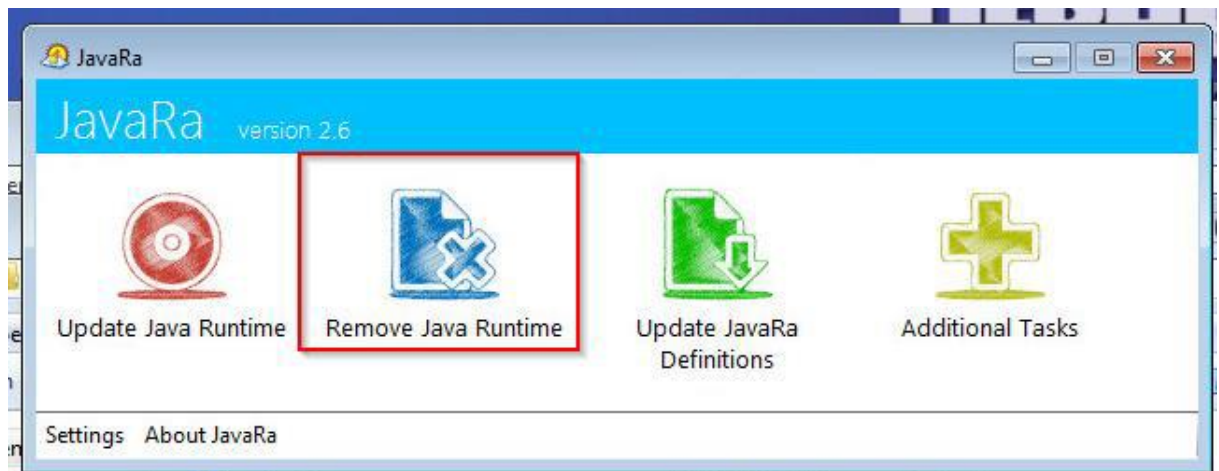 JavaRa
JavaRa version 2.6
Update Java Runtime
Remove Java Runtime
Update JavaRa
Definitions
Additional Tasks
Settings About JavaRa